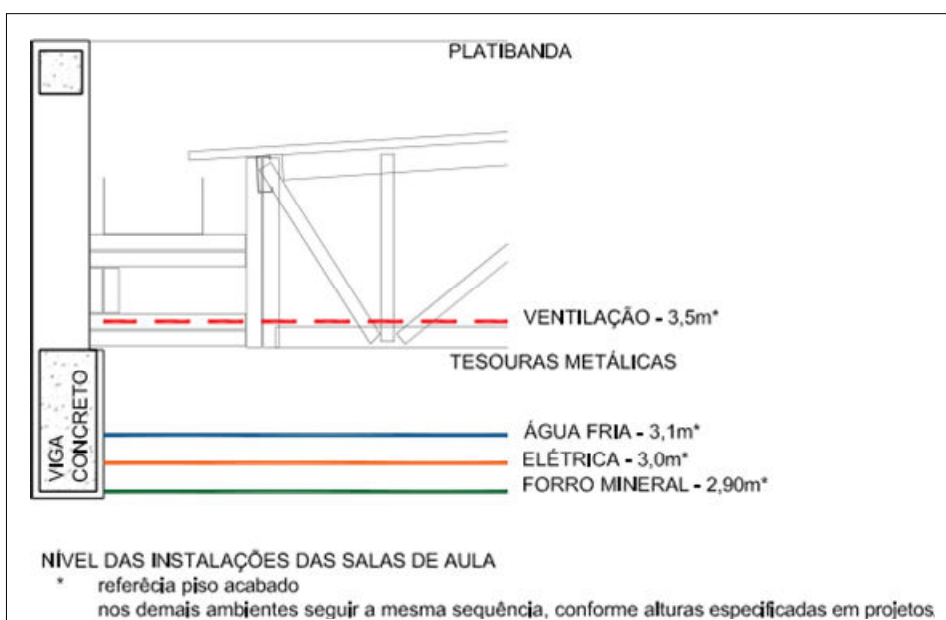 PLATIBANDA
VENTILAÇÃO - 3,5m*
TESOURAS METÁLICAS
VIGA
CONCRETO
ÁGUA FRIA - 3,1m*
ELÉTRICA - 3,0m*
FORRO MINERAL - 2,90m*
NÍVEL DAS INSTALAÇÕES DAS SALAS DE AULA
* referêcia piso acabado
nos demais ambientes seguir a mesma sequência, conforme alturas especificadas em projetos